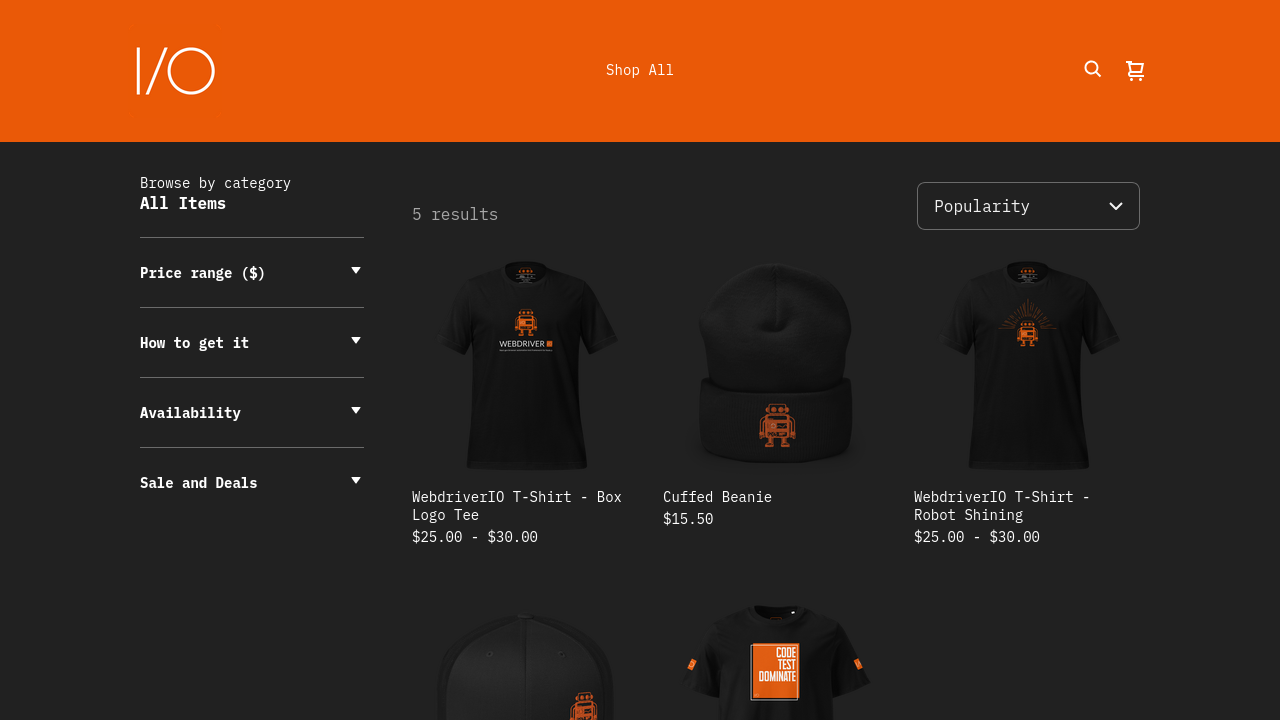 I/O
Shop All
Browse by category
All Items
Price range ($)
How to get it
Availability
Sale and Deals
5 results
Popularity
WEBDRIVER
WebdriverIO T-Shirt - Box
Logo Tee
$25.00 - $30.00
Cuffed Beanie
$15.50
WebdriverIO T-Shirt -
Robot Shining
$25.00 - $30.00
CODE
TEST
DOMINATE